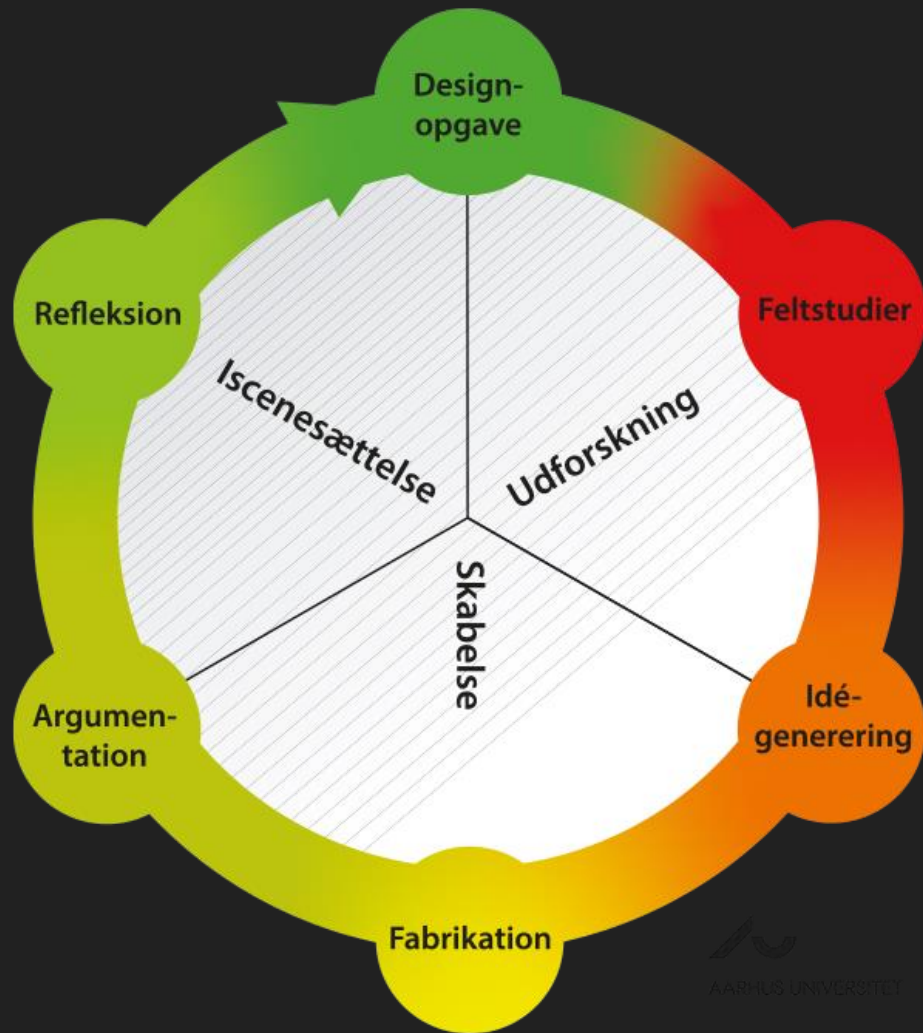 Design-
opgave
Feltstudier
Idé-
generering
Fabrikation
Argumen-
tation
Refleksion
Iscenesættelse
Udforskning
Skabelse
AARHUS UNIVERSITET